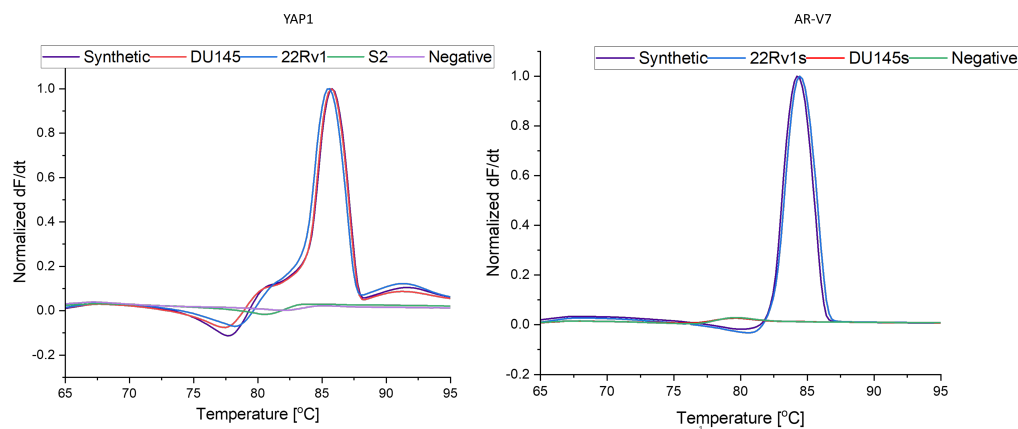 YAP1
Synthetic DU145 22Rv1 S2 Negative
Normalized dF/dt
1.0
0.8
0.6
0.4
0.2
0.0
-0.2
65 70 75 80 85 90 95
Temperature [°C]
AR-V7
Synthetic 22Rv1s DU145s Negative
Normalized dF/dt
1.0
0.8
0.6
0.4
0.2
0.0
-0.2
65 70 75 80 85 90 95
Temperature [°C]